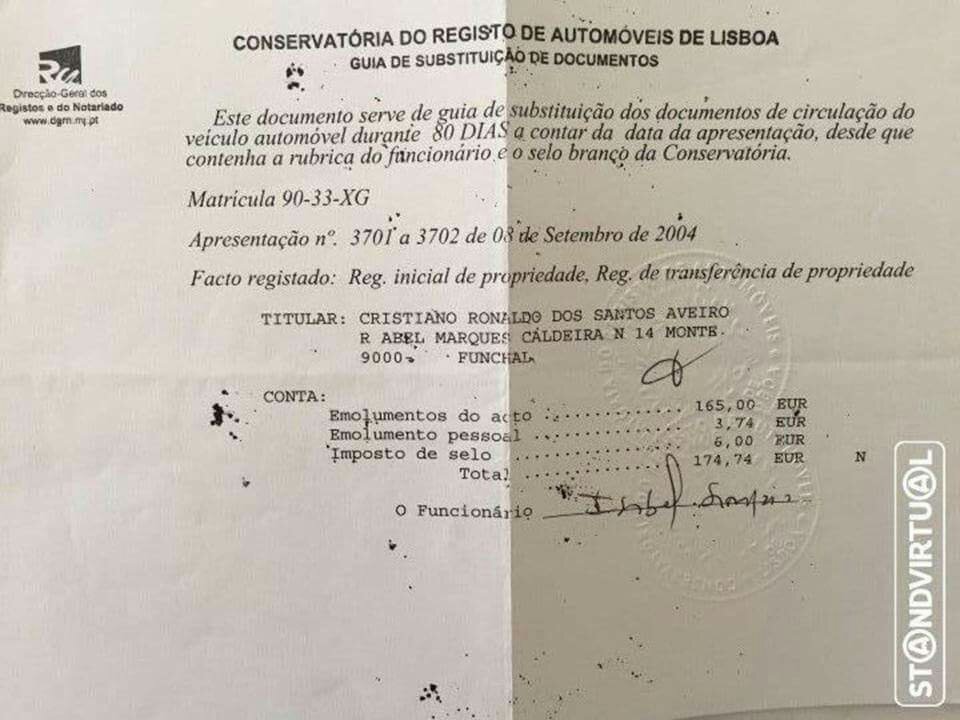 CONSERVATÓRIA DO REGISTO DE AUTOMÓVEIS DE LISBOA
GUIA DE SUBSTITUIÇÃO DE DOCUMENTOS
Direcção-Geral dos
Registos e do Notariado
www.dgrn.mj.pt
Este documento serve de guia de substituição dos documentos de circulação do
veículo automóvel durante 80 DIAS a contar da data da apresentação, desde que
contenha a rubrica do funcionário e o selo branco da Conservatória.
Matrícula 90-33-XG
Apresentação nº. 3701 a 3702 de 08 de Setembro de 2004
Facto registado: Reg. inicial de propriedade, Reg. de transferência de propriedade
TITULAR: CRISTIANO RONALDO DOS SANTOS AVEIRO
R ABEL MARQUES CALDEIRA N 14 MONTE
9000- FUNCHAL
CONTA:
Emolumentos do acto ............... 165,00 EUR
Emolumento pessoal ............... 3,74 EUR
Imposto de selo ............... 6,00 EUR
Total ............... 174,74 EUR N
O Funcionário
STANDVIRTUAL